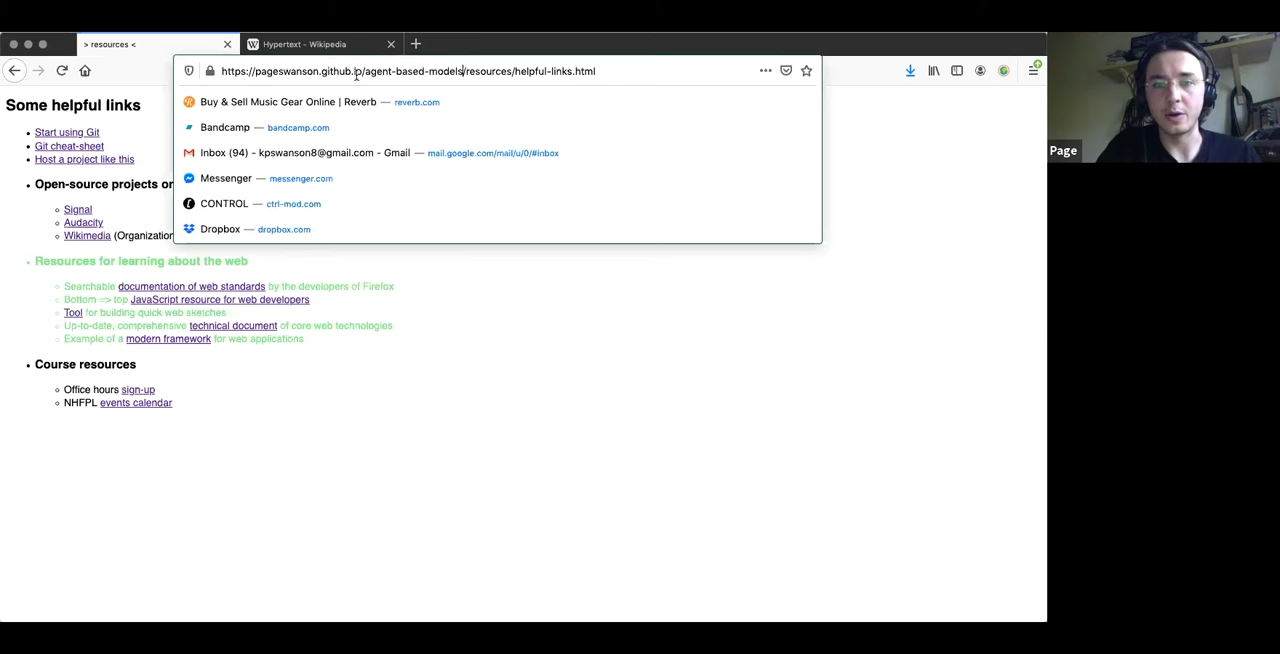 > resources <
Hypertext - Wikipedia
https://pageswanson.github.io/agent-based-models/resources/helpful-links.html
Buy & Sell Music Gear Online | Reverb — reverb.com
Bandcamp — bandcamp.com
Inbox (94) - kpswanson8@gmail.com - Gmail — mail.google.com/mail/u/0/#inbox
Messenger — messenger.com
CONTROL — ctrl-mod.com
Dropbox — dropbox.com
Some helpful links
Start using Git
Git cheat-sheet
Host a project like this
Open-source projects or
Signal
Audacity
Wikimedia (Organization
Resources for learning about the web
Searchable documentation of web standards by the developers of Firefox
Bottom => top JavaScript resource for web developers
Tool for building quick web sketches
Up-to-date, comprehensive technical document of core web technologies
Example of a modern framework for web applications
Course resources
Office hours sign-up
NHFPL events calendar
Page